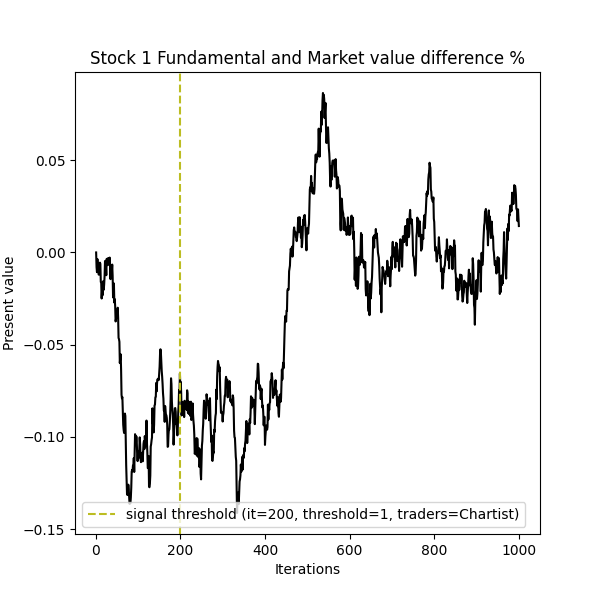 Stock 1 Fundamental and Market value difference %
Present value
0.05
0.00
−0.05
−0.10
−0.15
signal threshold (it=200, threshold=1, traders=Chartist)
0 200 400 600 800 1000
Iterations